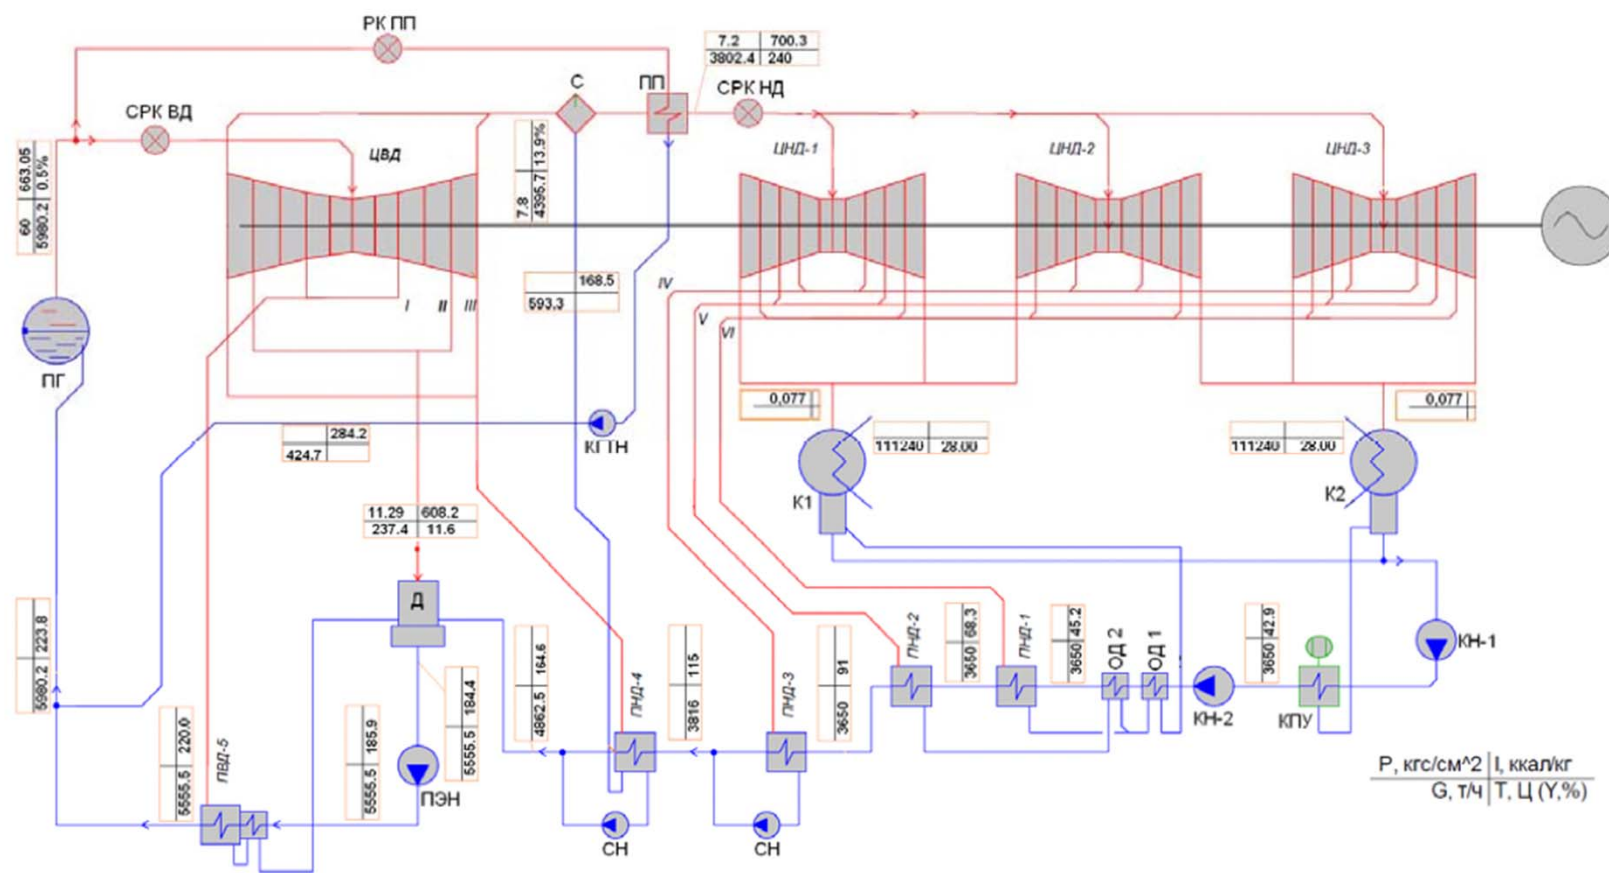 РК ПП
7.2 700.3
3802.4 240
С
ПП
СРК НД
СРК ВД
ЦВД
ЦНД-1
ЦНД-2
ЦНД-3
60 663.05
5980.2 0.5%
7.8 13.9%
4395.7
168.5
593.3
I
II
III
IV
V
VI
ПГ
0,077
0,077
284.2
424.7
111240 28.00
111240 28.00
К1
К2
11.29 608.2
237.4 11.6
Д
223.8
5980.2
164.6
4862.5
184.4
5555.5
185.9
5555.5
220.0
5555.5
115
3816
91
3650
68.3
3650
45.2
3650
42.9
3650
ПНД-4
ПНД-3
ПНД-2
ПНД-1
ОД 2
ОД 1
КН-1
КН-2
КПУ
ПВД-5
ПЭН
СН
СН
P, кгс/см^2 I, ккал/кг
G, т/ч Т, Ц (Y,%)